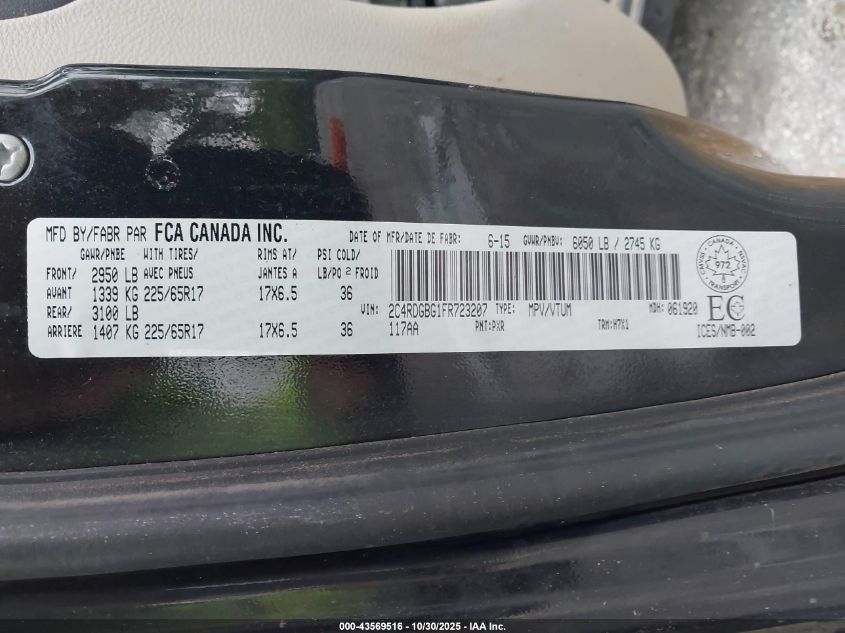 MFD BY/FABR PAR FCA CANADA INC. DATE OF MFR/DATE DE FABR: 6-15 GVWR/PNBV: 6050 LB / 2745 KG
GAWR/PNBE WITH TIRES/ RIMS AT/ PSI COLD/
FRONT/ 2950 LB AVEC PNEUS JANTES A LB/PO 2 FROID
AVANT 1339 KG 225/65R17 17X6.5 36
REAR/ 3100 LB
ARRIERE 1407 KG 225/65R17 17X6.5 36
VIN: 2C4RDGBG1FR723207 TYPE: MPV/VTUM MDH: 061920
117AA PNT:PXR TRM:H7X1
CANADA
972
TRANSPORT
EC
ICES/NMB-002
000-43569516 - 10/30/2025 - IAA Inc.